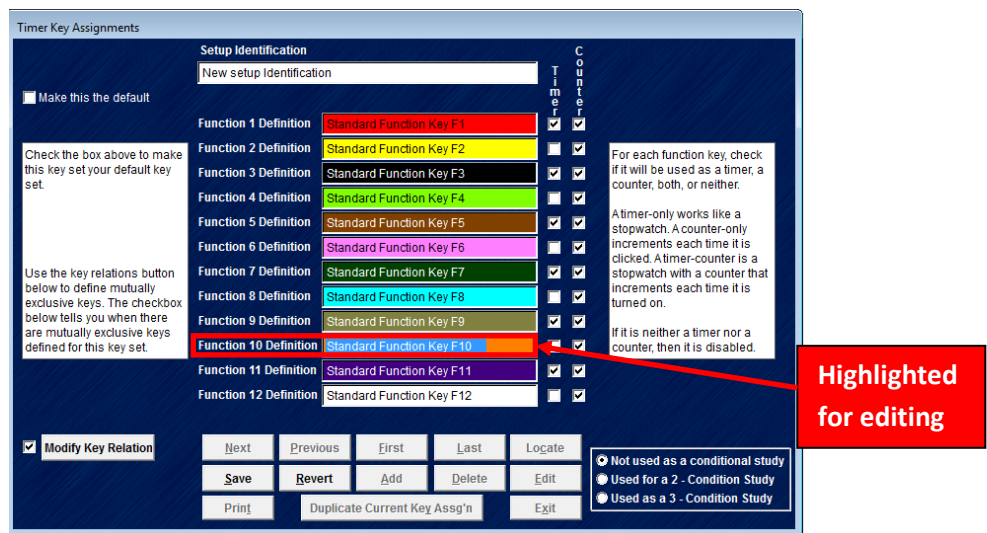 Timer Key Assignments
Setup Identification
New setup Identification
Timer
Counter
Make this the default
Function 1 Definition Standard Function Key F1
Function 2 Definition Standard Function Key F2
Function 3 Definition Standard Function Key F3
Function 4 Definition Standard Function Key F4
Function 5 Definition Standard Function Key F5
Function 6 Definition Standard Function Key F6
Function 7 Definition Standard Function Key F7
Function 8 Definition Standard Function Key F8
Function 9 Definition Standard Function Key F9
Function 10 Definition Standard Function Key F10
Function 11 Definition Standard Function Key F11
Function 12 Definition Standard Function Key F12
Check the box above to make
this key set your default key
set.
Use the key relations button
below to define mutually
exclusive keys. The checkbox
below tells you when there
are mutually exclusive keys
defined for this key set.
For each function key, check
if it will be used as a timer, a
counter, both, or neither.
A timer-only works like a
stopwatch. A counter-only
increments each time it is
clicked. A timer-counter is a
stopwatch with a counter that
increments each time it is
turned on.
If it is neither a timer nor a
counter, then it is disabled.
Highlighted
for editing
Modify Key Relation
Next Previous First Last Locate
Save Revert Add Delete Edit
Print Duplicate Current Key Assg'n Exit
Not used as a conditional study
Used for a 2 - Condition Study
Used as a 3 - Condition Study